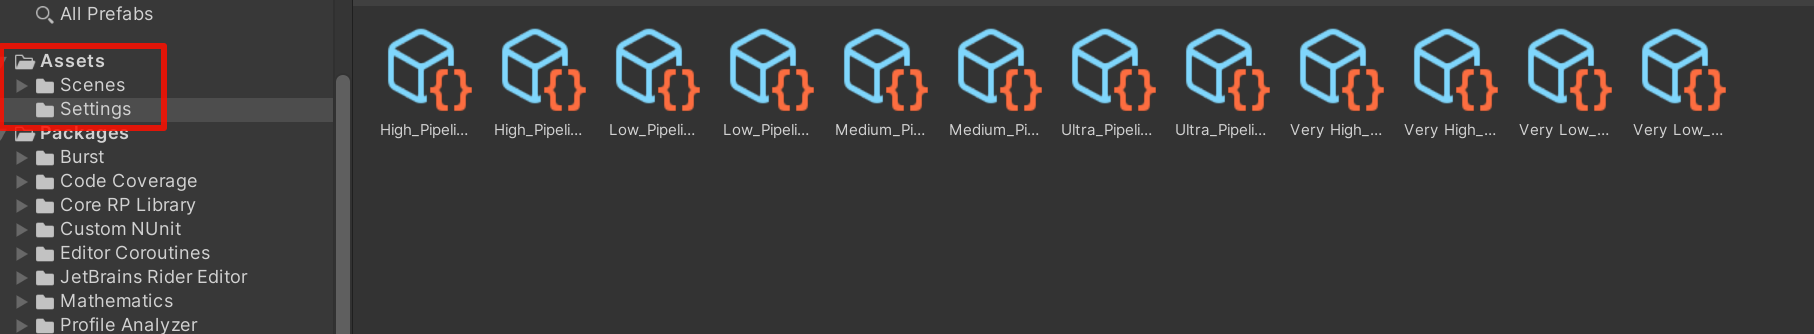 All Prefabs
Assets
Scenes
Settings
Packages
Burst
Code Coverage
Core RP Library
Custom NUnit
Editor Coroutines
JetBrains Rider Editor
Mathematics
Profile Analyzer
High_Pipeli... High_Pipeli... Low_Pipeli... Low_Pipeli... Medium_Pi... Medium_Pi... Ultra_Pipeli... Ultra_Pipeli... Very High_... Very High_... Very Low_... Very Low_...